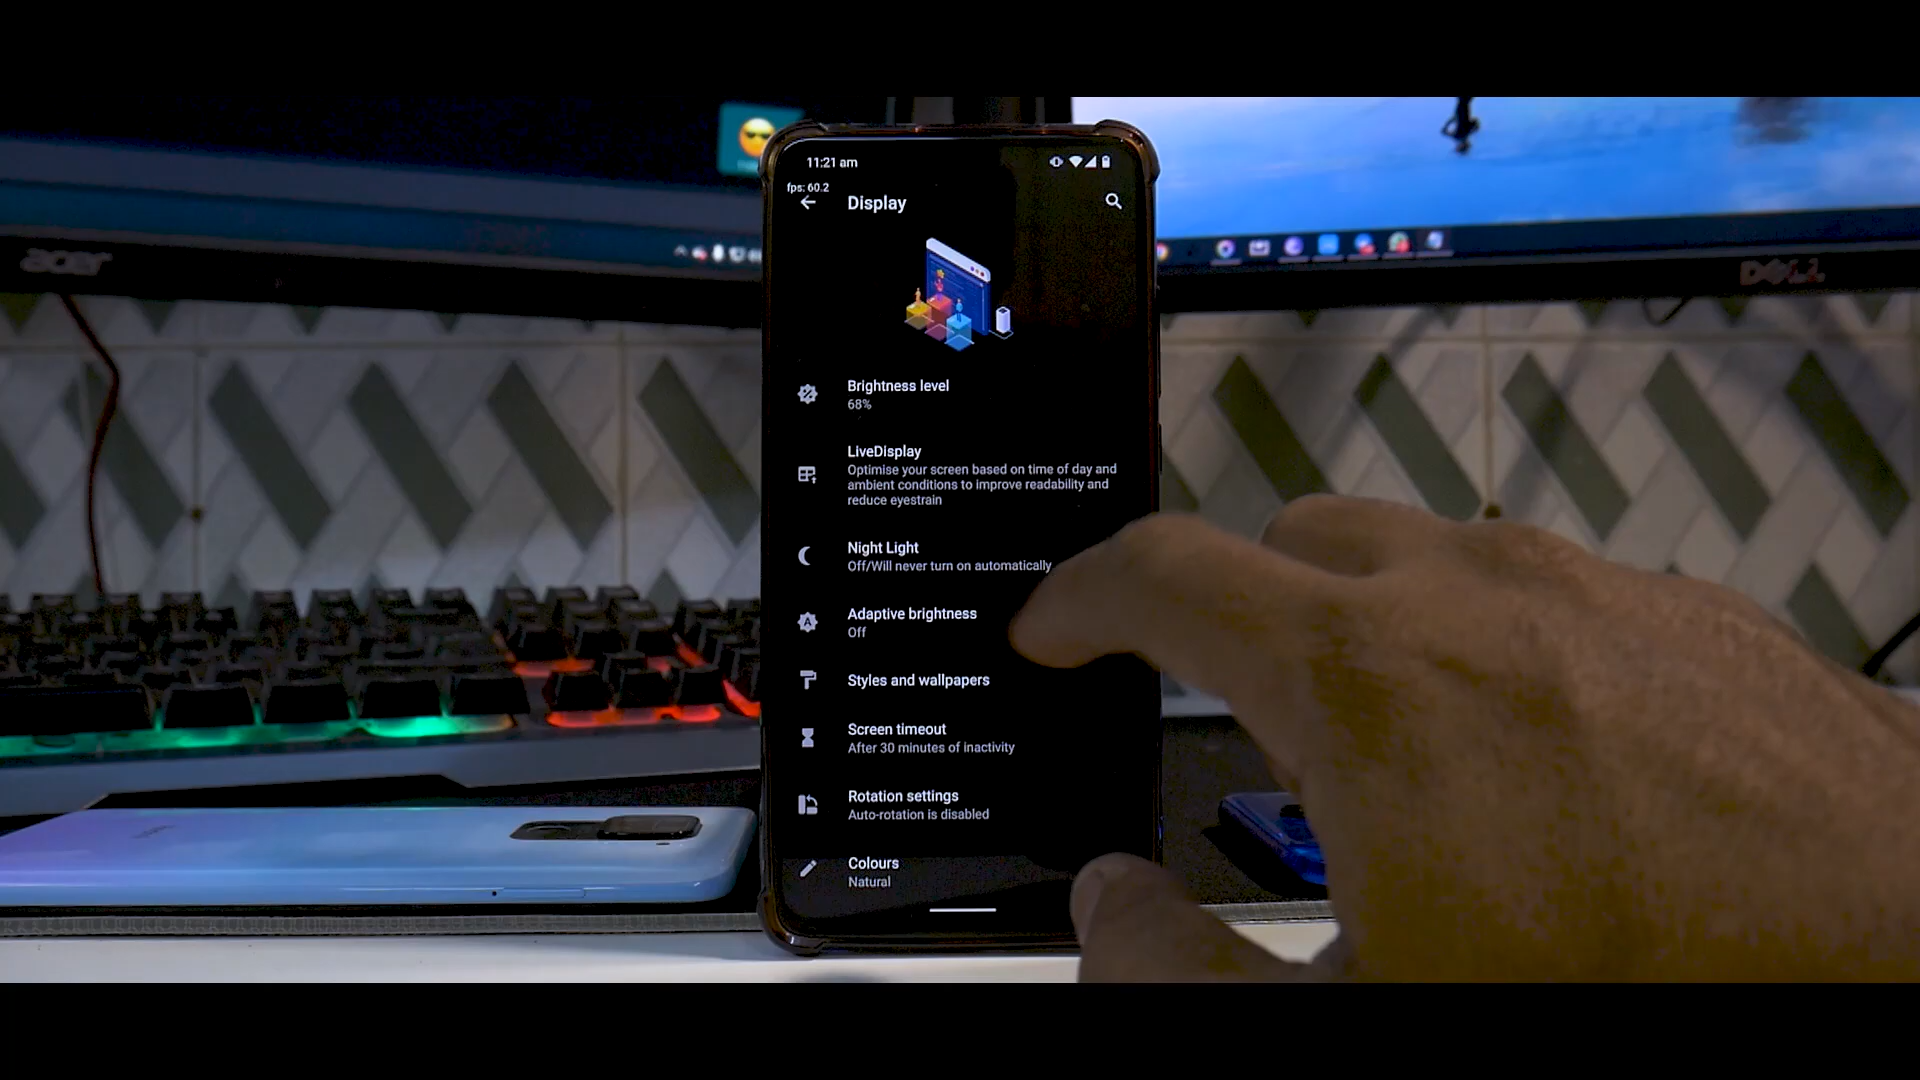 acer
DELL
11:21 am
fps: 60.2
Display
Brightness level
68%
LiveDisplay
Optimise your screen based on time of day and
ambient conditions to improve readability and
reduce eyestrain
Night Light
Off/Will never turn on automatically
Adaptive brightness
Off
Styles and wallpapers
Screen timeout
After 30 minutes of inactivity
Rotation settings
Auto-rotation is disabled
Colours
Natural